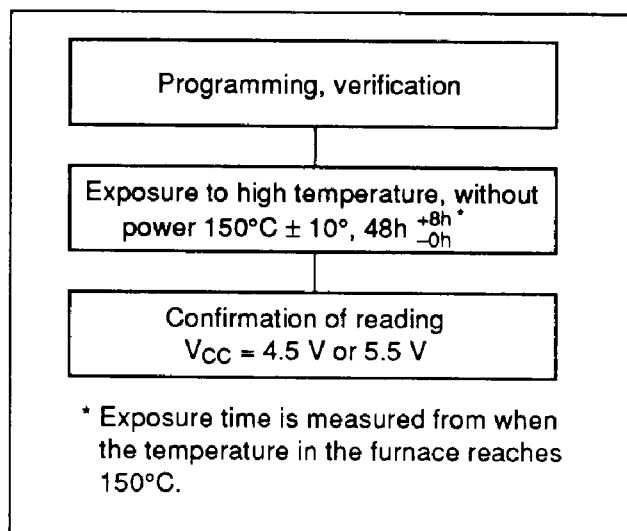 Programming, verification
Exposure to high temperature, without
power 150°C ± 10°, 48h +8h * –0h
Confirmation of reading
VCC = 4.5 V or 5.5 V
* Exposure time is measured from when
the temperature in the furnace reaches
150°C.